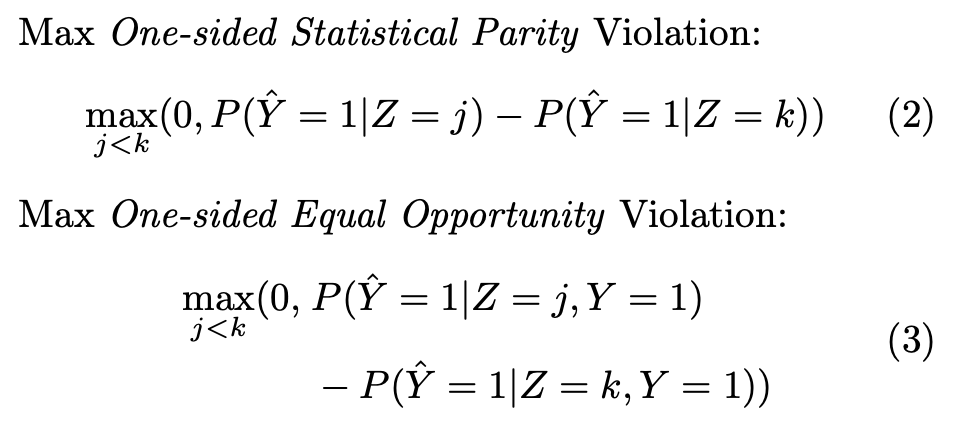 Max One-sided Statistical Parity Violation:
max(0, P(Ŷ = 1|Z = j) − P(Ŷ = 1|Z = k)) (2)
j<k
Max One-sided Equal Opportunity Violation:
max(0, P(Ŷ = 1|Z = j, Y = 1)
j<k
(3)
− P(Ŷ = 1|Z = k, Y = 1))